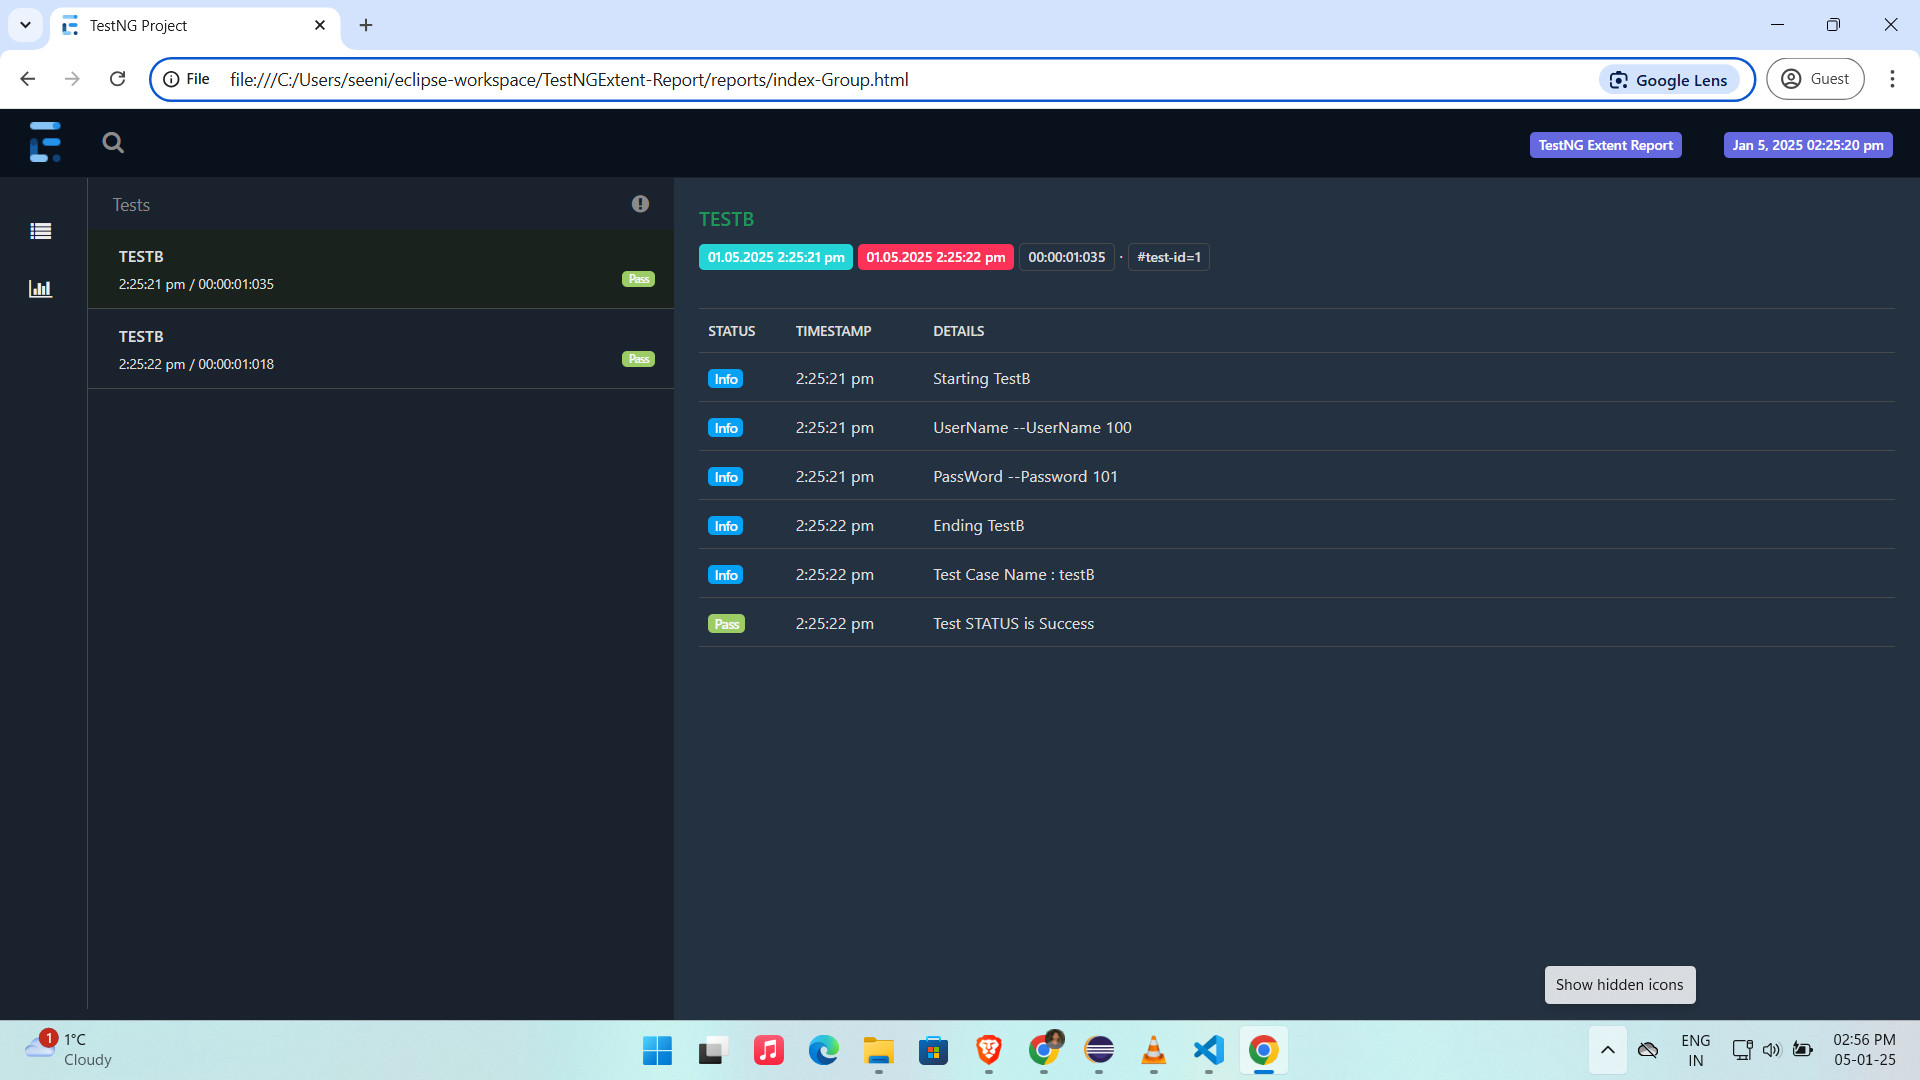 TestNG Project
File
file:///C:/Users/seeni/eclipse-workspace/TestNGExtent-Report/reports/index-Group.html
Google Lens
Guest
TestNG Extent Report
Jan 5, 2025 02:25:20 pm
Tests
TESTB
2:25:21 pm / 00:00:01:035
Pass
TESTB
2:25:22 pm / 00:00:01:018
Pass
TESTB
01.05.2025 2:25:21 pm 01.05.2025 2:25:22 pm 00:00:01:035 · #test-id=1
STATUS TIMESTAMP DETAILS
Info 2:25:21 pm Starting TestB
Info 2:25:21 pm UserName --UserName 100
Info 2:25:21 pm PassWord --Password 101
Info 2:25:22 pm Ending TestB
Info 2:25:22 pm Test Case Name : testB
Pass 2:25:22 pm Test STATUS is Success
Show hidden icons
1
1°C
Cloudy
ENG
IN
02:56 PM
05-01-25